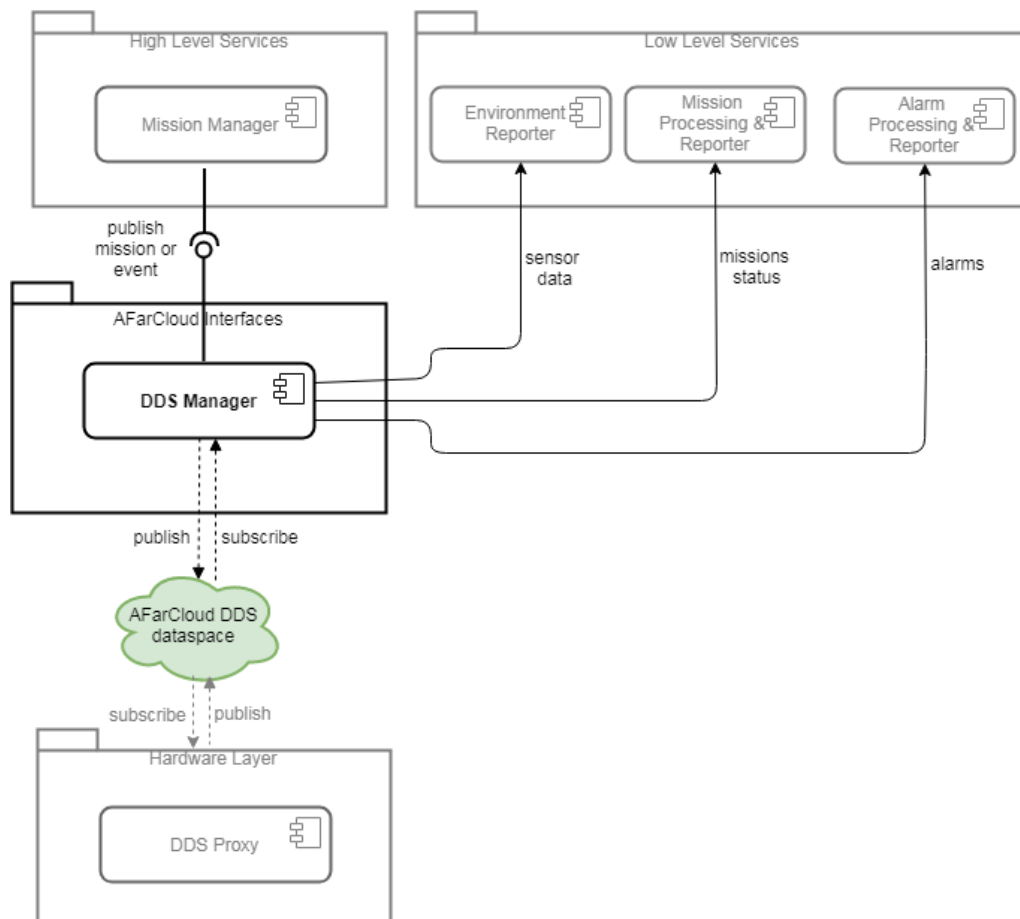 High Level Services
Low Level Services
Mission Manager
Environment
Reporter
Mission
Processing &
Reporter
Alarm
Processing &
Reporter
publish
mission or
event
sensor
data
missions
status
alarms
AFarCloud Interfaces
DDS Manager
publish
subscribe
AFarCloud DDS
dataspace
subscribe
publish
Hardware Layer
DDS Proxy